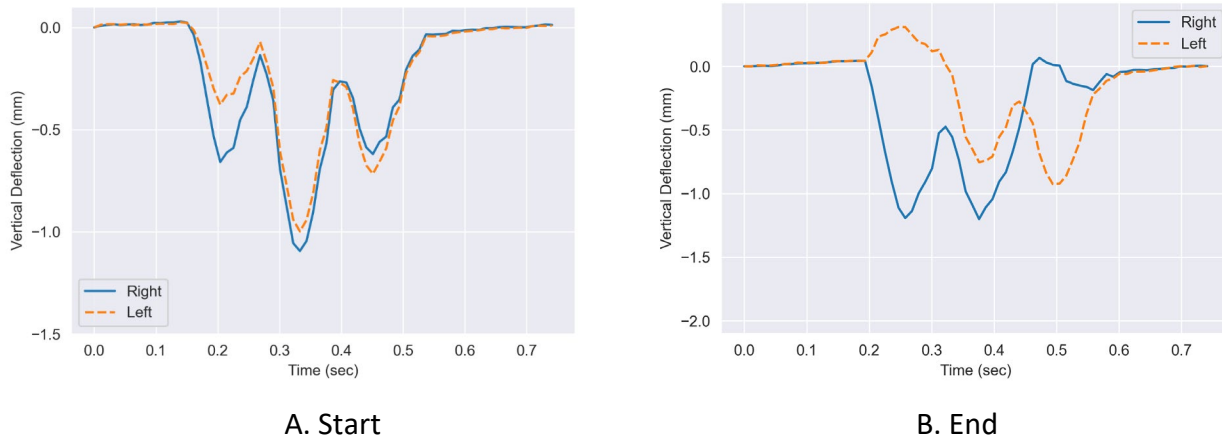 0.0
−0.5
−1.0
−1.5
Vertical Deflection (mm)
Right
Left
0.0 0.1 0.2 0.3 0.4 0.5 0.6 0.7
Time (sec)
A. Start
0.0
−0.5
−1.0
−1.5
−2.0
Vertical Deflection (mm)
Right
Left
0.0 0.1 0.2 0.3 0.4 0.5 0.6 0.7
Time (sec)
B. End